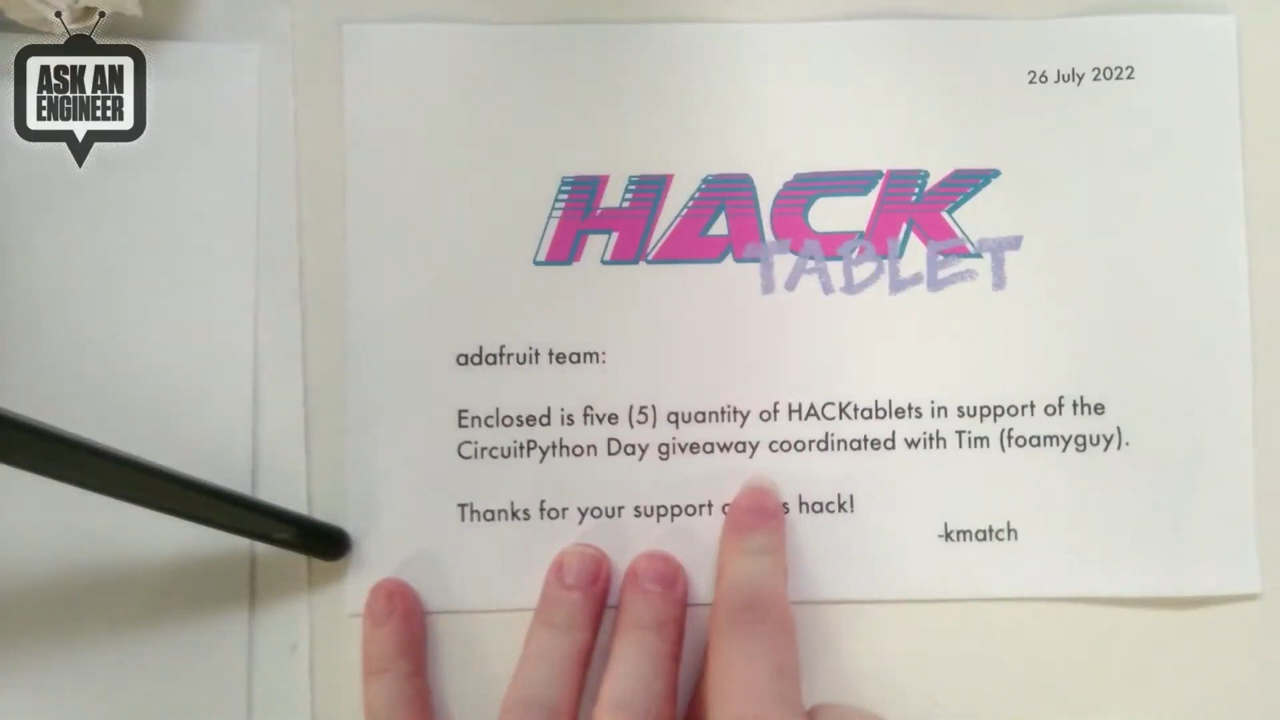 ASK AN
ENGINEER
26 July 2022
HACK
TABLET
adafruit team:
Enclosed is five (5) quantity of HACKtablets in support of the
CircuitPython Day giveaway coordinated with Tim (foamyguy).
Thanks for your support hack!
-kmatch